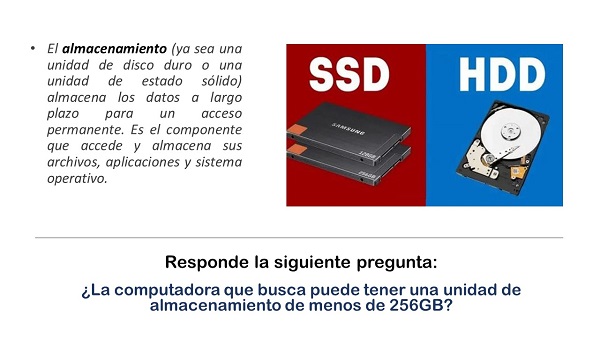 • El almacenamiento (ya sea una
unidad de disco duro o una
unidad de estado sólido)
almacena los datos a largo
plazo para un acceso
permanente. Es el componente
que accede y almacena sus
archivos, aplicaciones y sistema
operativo.
SSD
SAMSUNG
128GB
256GB
HDD
Responde la siguiente pregunta:
¿La computadora que busca puede tener una unidad de
almacenamiento de menos de 256GB?